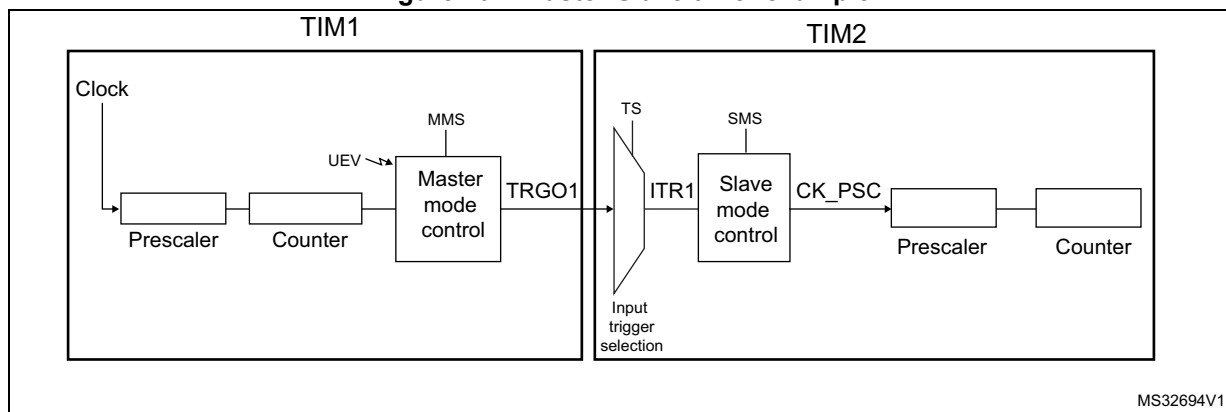 TIM1
TIM2
Clock
MMS
UEV
Master
mode
control
TRGO1
Prescaler
Counter
TS
SMS
ITR1
Slave
mode
control
CK_PSC
Prescaler
Counter
Input
trigger
selection
MS32694V1